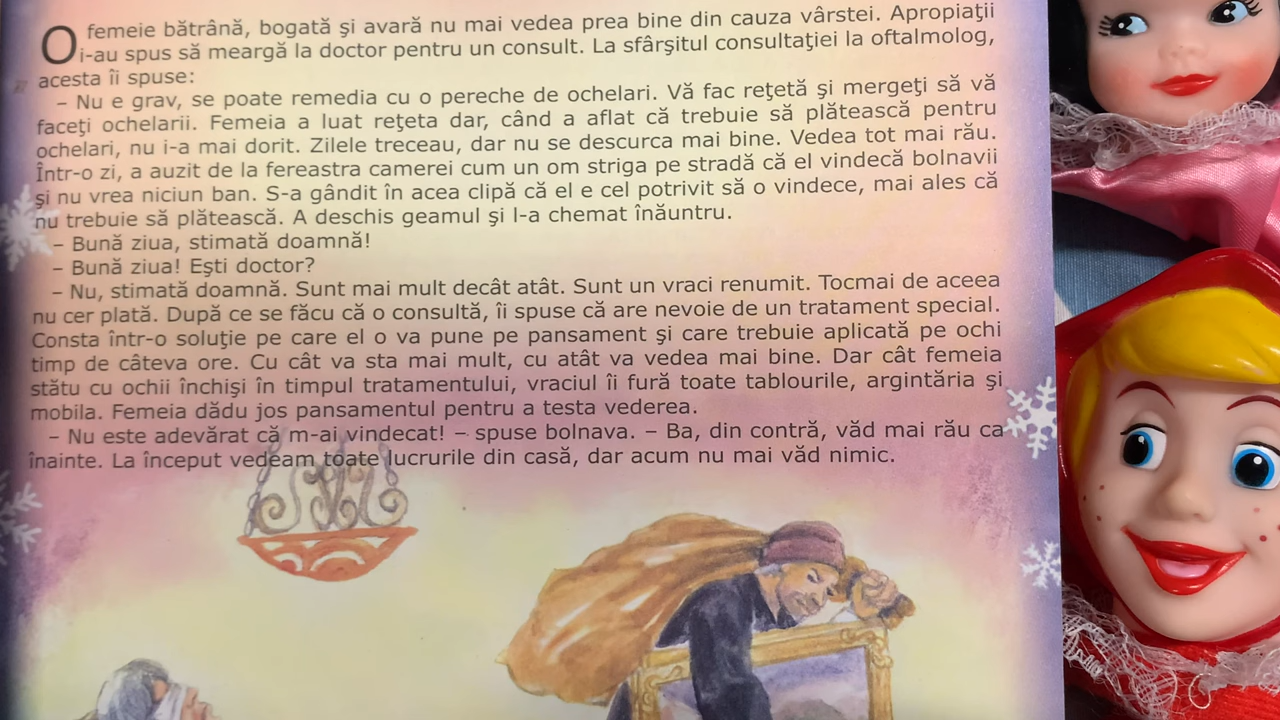 O femeie bătrână, bogată şi avară nu mai vedea prea bine din cauza vârstei. Apropiaţii
i-au spus să meargă la doctor pentru un consult. La sfârşitul consultaţiei la oftalmolog,
acesta îi spuse:
– Nu e grav, se poate remedia cu o pereche de ochelari. Vă fac reţetă şi mergeţi să vă
faceţi ochelarii. Femeia a luat reţeta dar, când a aflat că trebuie să plătească pentru
ochelari, nu i-a mai dorit. Zilele treceau, dar nu se descurca mai bine. Vedea tot mai rău.
Într-o zi, a auzit de la fereastra camerei cum un om striga pe stradă că el vindecă bolnavii
şi nu vrea niciun ban. S-a gândit în acea clipă că el e cel potrivit să o vindece, mai ales că
nu trebuie să plătească. A deschis geamul şi l-a chemat înăuntru.
– Bună ziua, stimată doamnă!
– Bună ziua! Eşti doctor?
– Nu, stimată doamnă. Sunt mai mult decât atât. Sunt un vraci renumit. Tocmai de aceea
nu cer plată. După ce se făcu că o consultă, îi spuse că are nevoie de un tratament special.
Consta într-o soluţie pe care el o va pune pe pansament şi care trebuie aplicată pe ochi
timp de câteva ore. Cu cât va sta mai mult, cu atât va vedea mai bine. Dar cât femeia
stătu cu ochii închişi în timpul tratamentului, vraciul îi fură toate tablourile, argintăria şi
mobila. Femeia dădu jos pansamentul pentru a testa vederea.
– Nu este adevărat că m-ai vindecat! – spuse bolnava. – Ba, din contră, văd mai rău ca
înainte. La început vedeam toate lucrurile din casă, dar acum nu mai văd nimic.